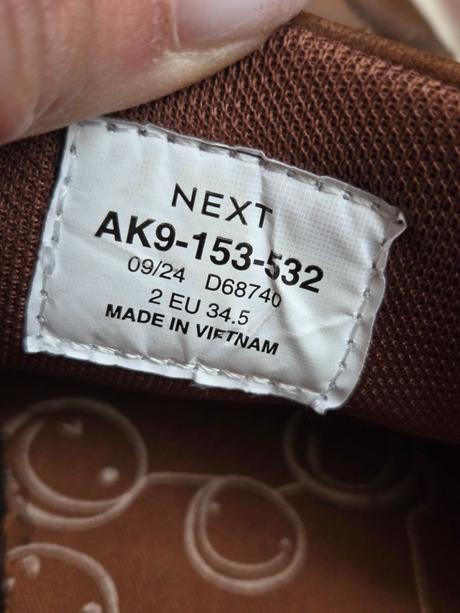 NEXT
AK9-153-532
09/24 D68740
2 EU 34.5
MADE IN VIETNAM